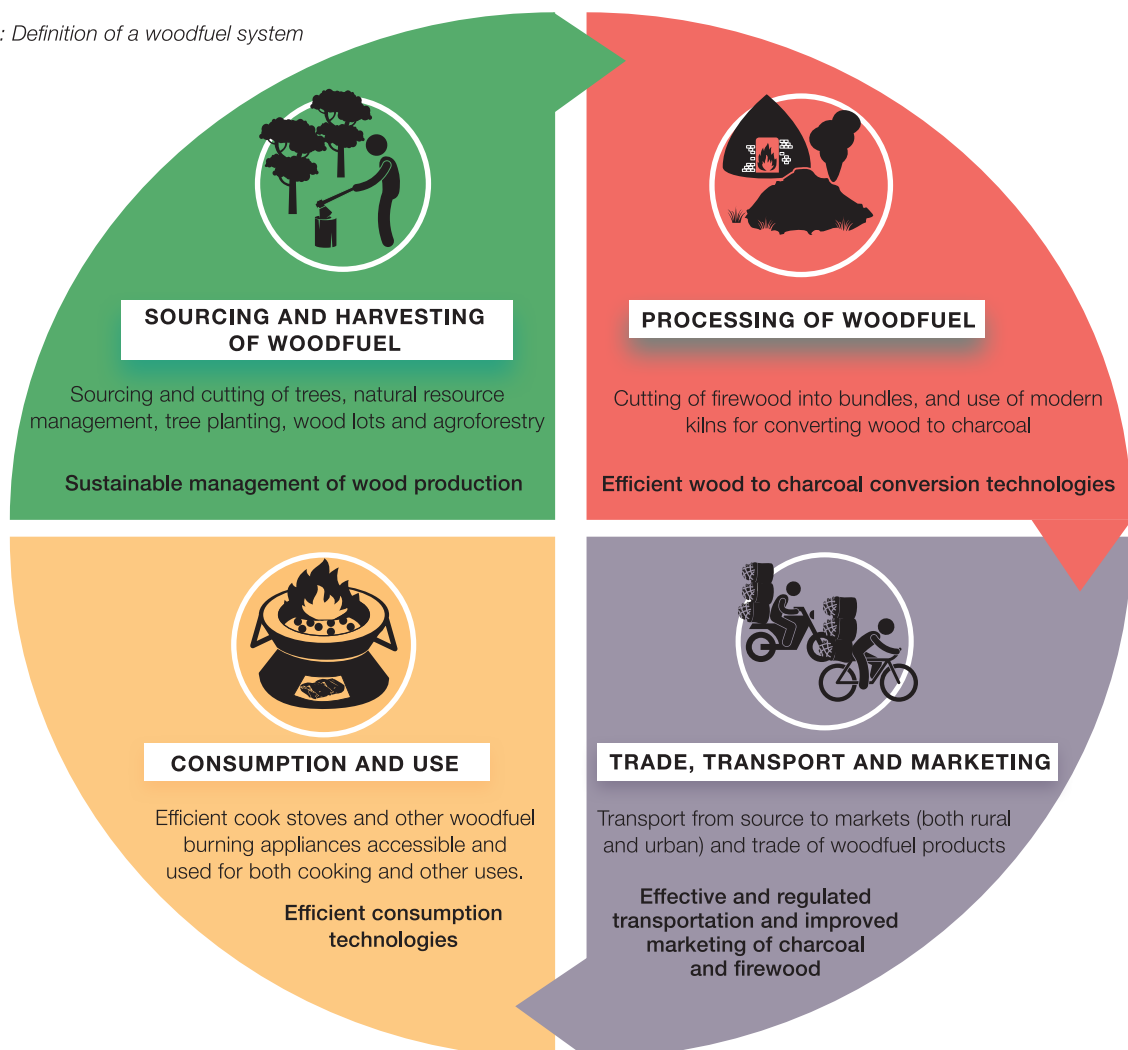 : Definition of a woodfuel system
SOURCING AND HARVESTING
OF WOODFUEL
Sourcing and cutting of trees, natural resource
management, tree planting, wood lots and agroforestry
Sustainable management of wood production
PROCESSING OF WOODFUEL
Cutting of firewood into bundles, and use of modern
kilns for converting wood to charcoal
Efficient wood to charcoal conversion technologies
CONSUMPTION AND USE
Efficient cook stoves and other woodfuel
burning appliances accessible and
used for both cooking and other uses.
Efficient consumption
technologies
TRADE, TRANSPORT AND MARKETING
Transport from source to markets (both rural
and urban) and trade of woodfuel products
Effective and regulated
transportation and improved
marketing of charcoal
and firewood